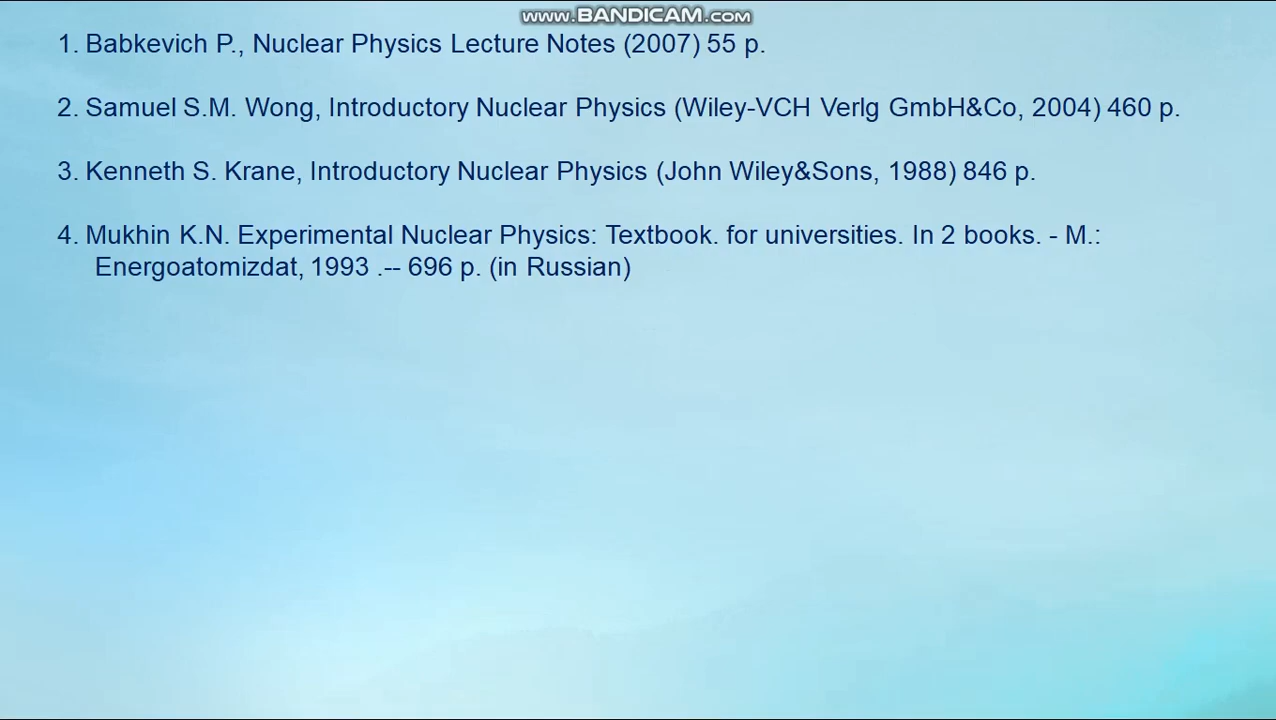 www.BANDICAM.com
1. Babkevich P., Nuclear Physics Lecture Notes (2007) 55 p.
2. Samuel S.M. Wong, Introductory Nuclear Physics (Wiley-VCH Verlg GmbH&Co, 2004) 460 p.
3. Kenneth S. Krane, Introductory Nuclear Physics (John Wiley&Sons, 1988) 846 p.
4. Mukhin K.N. Experimental Nuclear Physics: Textbook. for universities. In 2 books. - M.:
Energoatomizdat, 1993 .-- 696 p. (in Russian)